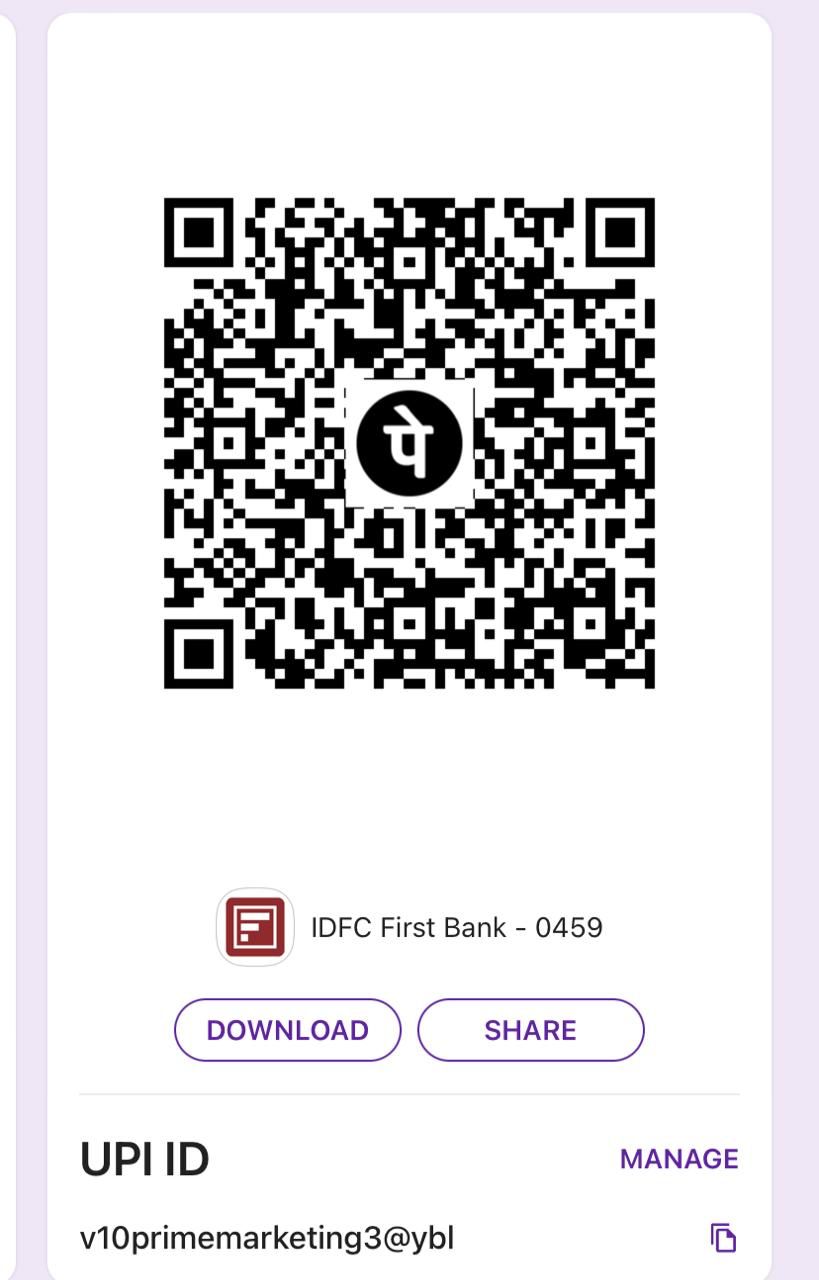 पे
IDFC First Bank - 0459
DOWNLOAD
SHARE
UPI ID
MANAGE
v10primemarketing3@ybl